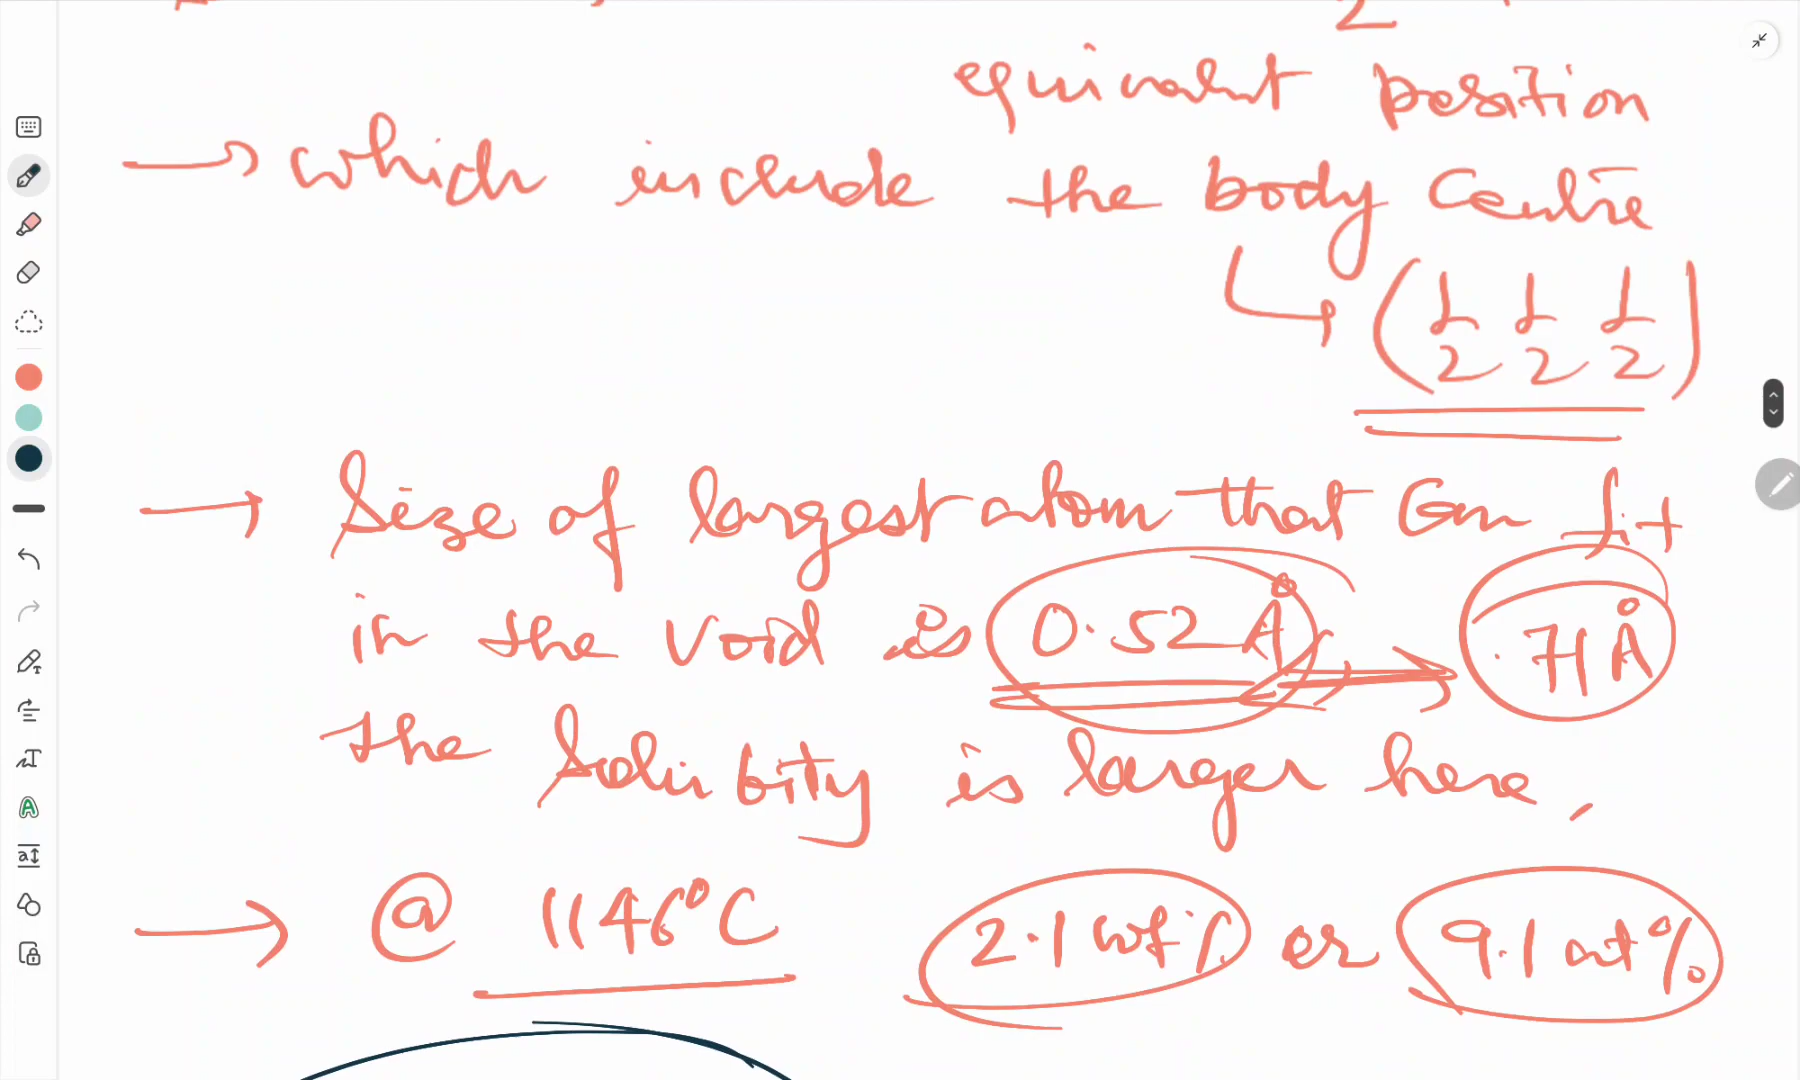 2
equivalent position
→ which include the body Centre
↳ (1/2 1/2 1/2)
→ Size of largest atom that Can fit
in the void is 0.52 Å → .71 Å
the Solubity is larger here,
→ @ 1146°C 2.1 wt% or 9.1 at%